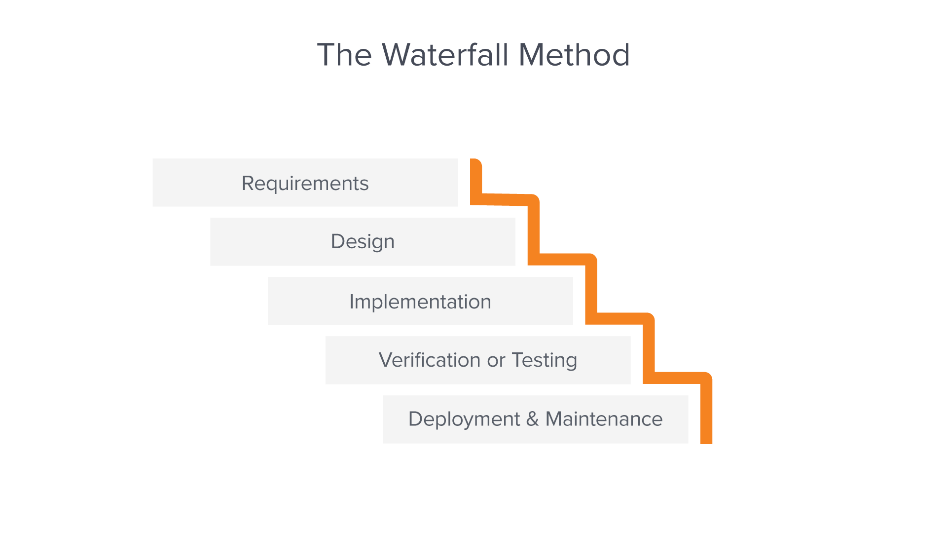 The Waterfall Method
Requirements
Design
Implementation
Verification or Testing
Deployment & Maintenance